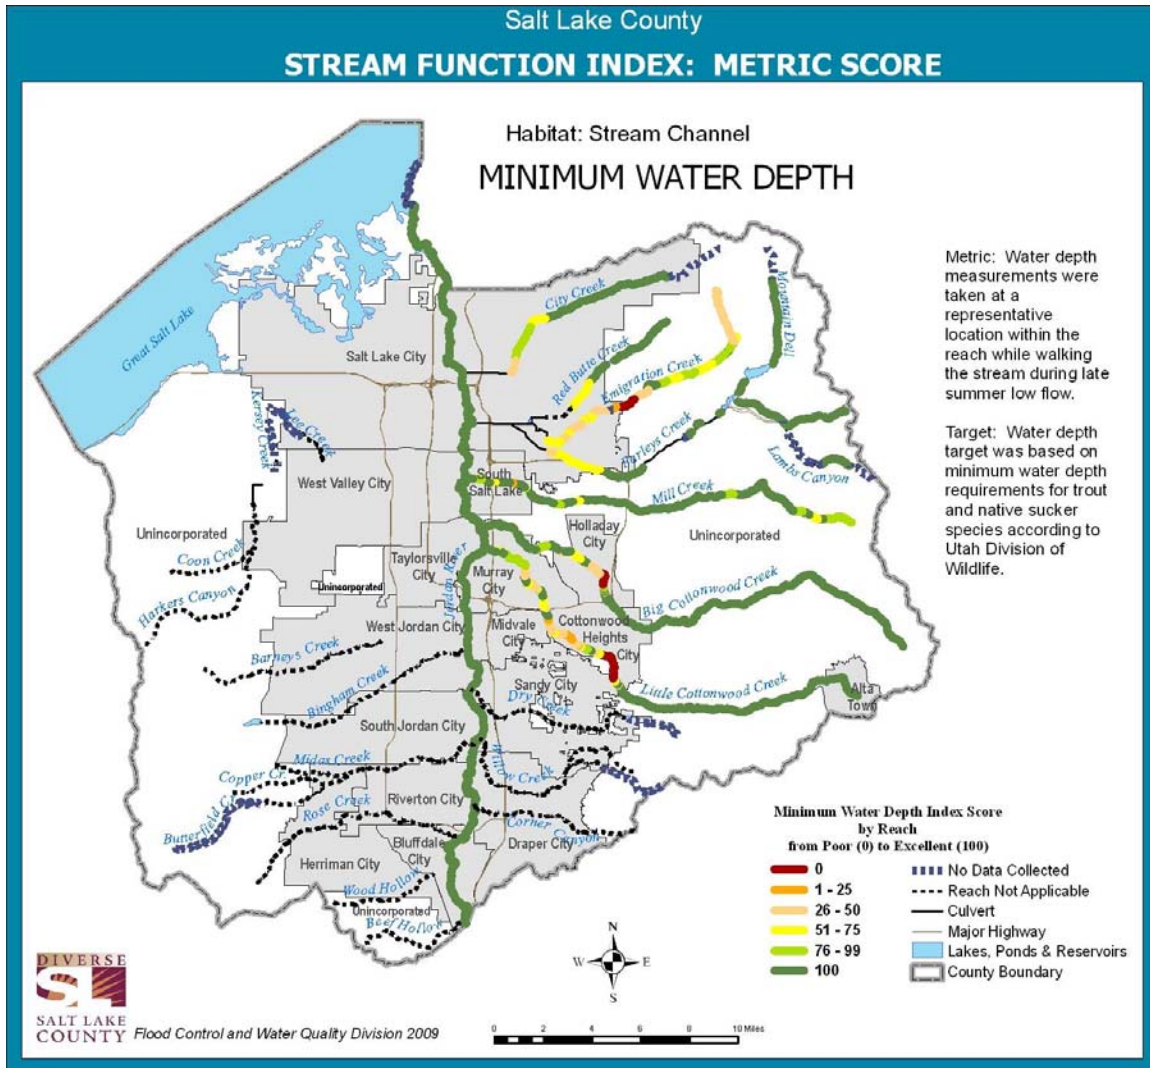 Salt Lake County
STREAM FUNCTION INDEX: METRIC SCORE
Habitat: Stream Channel
MINIMUM WATER DEPTH
Metric: Water depth
measurements were
taken at a
representative
location within the
reach while walking
the stream during late
summer low flow.
Target: Water depth
target was based on
minimum water depth
requirements for trout
and native sucker
species according to
Utah Division of
Wildlife.
Great Salt Lake
City Creek
Mountain Dell
Salt Lake City
Red Butte Creek
Emigration Creek
Kersey Creek
Lee Creek
Parleys Creek
Lambs Canyon
West Valley City
South
Salt Lake
Mill Creek
Unincorporated
Holladay
City
Unincorporated
Coon Creek
Taylorsville
City
Unincorporated
Jordan River
Murray
City
Harkers Canyon
Big Cottonwood Creek
West Jordan City
Midvale
City
Cottonwood
Heights
City
Barneys Creek
Sandy City
Little Cottonwood Creek
Alta
Town
Bingham Creek
Dry Creek
South Jordan City
Midas Creek
Willow Creek
Copper Cr.
Butterfield Cr.
Rose Creek
Riverton City
Corner Canyon
Bluffdale
City
Draper City
Herriman City
Wood Hollow
Unincorporated
Beef Hollow
Minimum Water Depth Index Score
by Reach
from Poor (0) to Excellent (100)
0
1 - 25
26 - 50
51 - 75
76 - 99
100
No Data Collected
Reach Not Applicable
Culvert
Major Highway
Lakes, Ponds & Reservoirs
County Boundary
N
W
E
S
0 2 4 6 8 10 Miles
DIVERSE
SL
SALT LAKE
COUNTY
Flood Control and Water Quality Division 2009